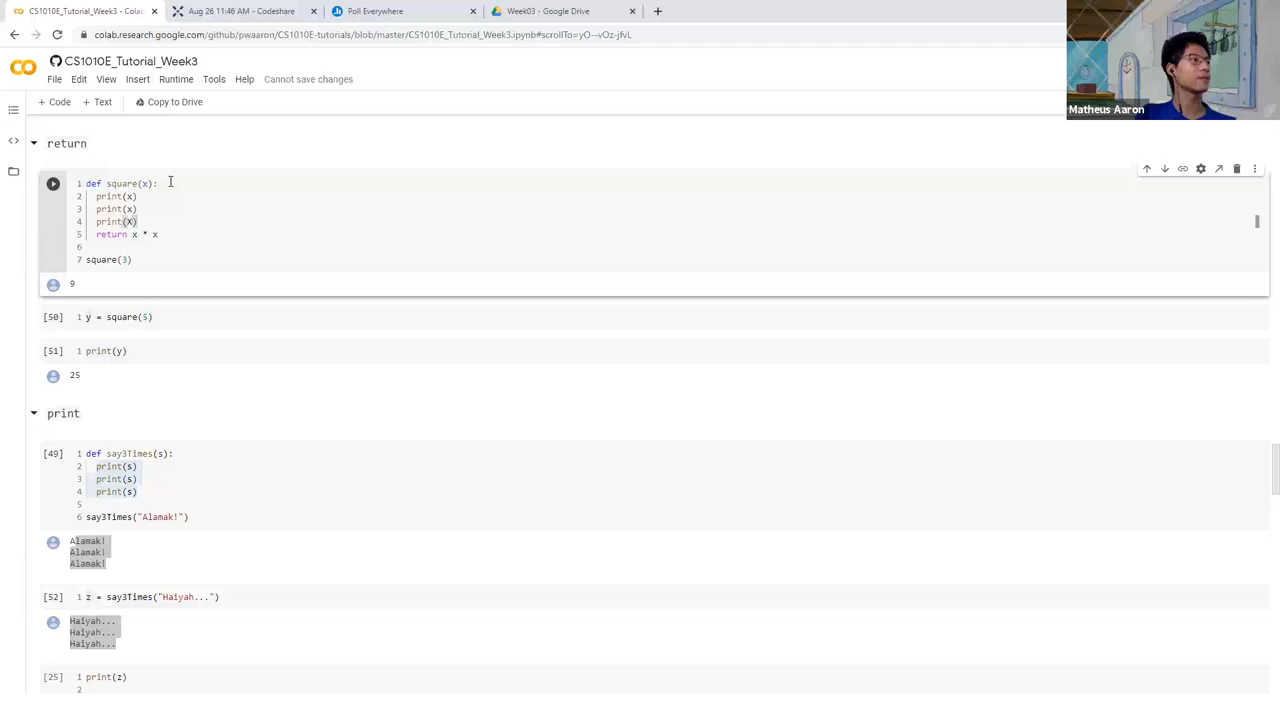 CS1010E_Tutorial_Week3 - Colab
Aug 26 11:46 AM - Codeshare
Poll Everywhere
Week03 - Google Drive
colab.research.google.com/github/pwaaron/CS1010E-tutorials/blob/master/CS1010E_Tutorial_Week3.ipynb#scrollTo=yO--vOz-jfvL
CS1010E_Tutorial_Week3
File Edit View Insert Runtime Tools Help Cannot save changes
+ Code + Text Copy to Drive
Matheus Aaron
return
1 def square(x):
2 print(x)
3 print(x)
4 print(X)
5 return x * x
6
7 square(3)
9
[50] 1 y = square(5)
[51] 1 print(y)
25
print
[49] 1 def say3Times(s):
2 print(s)
3 print(s)
4 print(s)
5
6 say3Times("Alamak!")
Alamak!
Alamak!
Alamak!
[52] 1 z = say3Times("Haiyah...")
Haiyah...
Haiyah...
Haiyah...
[25] 1 print(z)
2